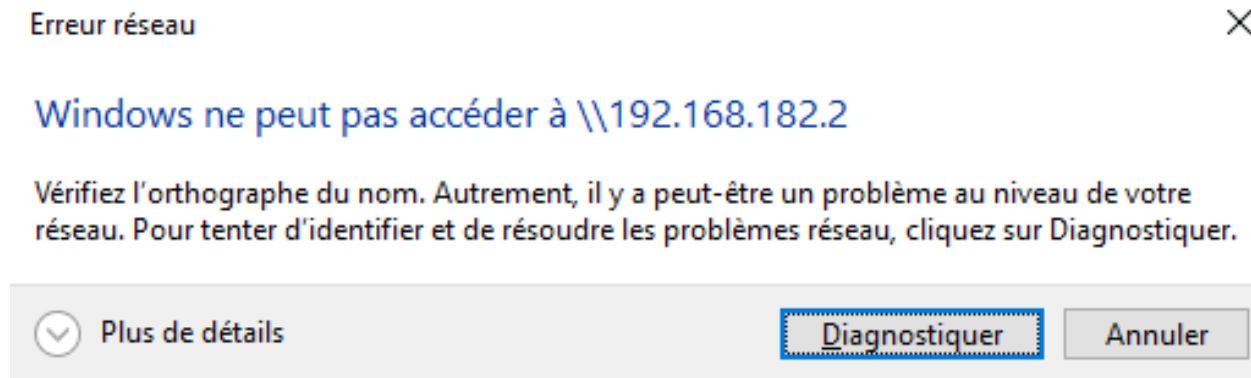 Erreur réseau
Windows ne peut pas accéder à \\192.168.182.2
Vérifiez l'orthographe du nom. Autrement, il y a peut-être un problème au niveau de votre
réseau. Pour tenter d'identifier et de résoudre les problèmes réseau, cliquez sur Diagnostiquer.
Plus de détails
Diagnostiquer
Annuler